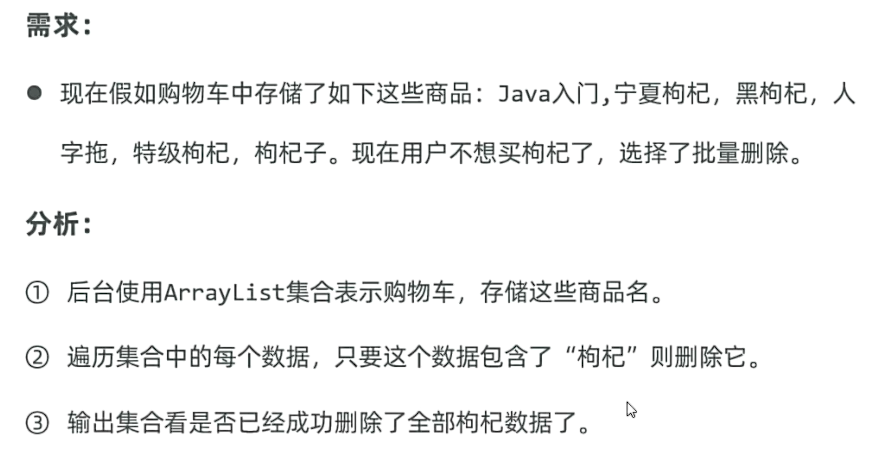 需求：
● 现在假如购物车中存储了如下这些商品：Java入门,宁夏枸杞，黑枸杞，人
字拖，特级枸杞，枸杞子。现在用户不想买枸杞了，选择了批量删除。
分析：
① 后台使用ArrayList集合表示购物车，存储这些商品名。
② 遍历集合中的每个数据，只要这个数据包含了“枸杞”则删除它。
③ 输出集合看是否已经成功删除了全部枸杞数据了。